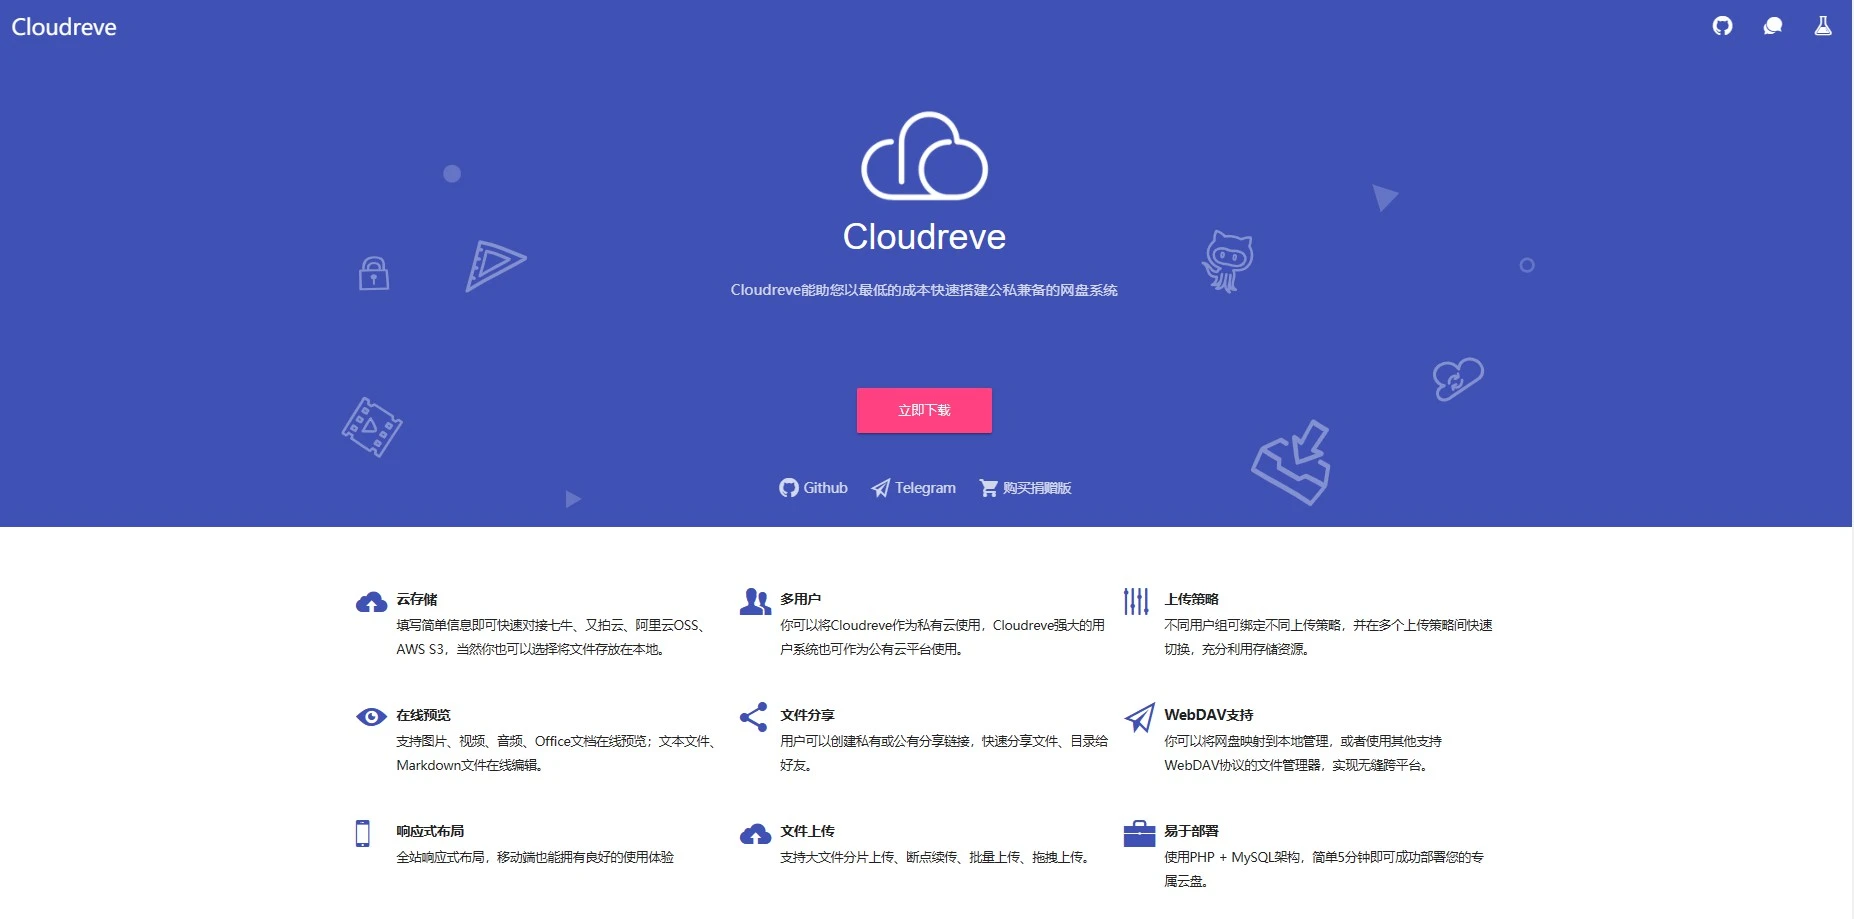 Cloudreve
Cloudreve
Cloudreve能助您以最低的成本快速搭建公私兼备的网盘系统
立即下载
Github
Telegram
购买捐赠版
云存储
填写简单信息即可快速对接七牛、又拍云、阿里云OSS、
AWS S3，当然你也可以选择将文件存放在本地。
多用户
你可以将Cloudreve作为私有云使用，Cloudreve强大的用
户系统也可作为公有云平台使用。
上传策略
不同用户组可绑定不同上传策略，并在多个上传策略间快速
切换，充分利用存储资源。
在线预览
支持图片、视频、音频、Office文档在线预览；文本文件、
Markdown文件在线编辑。
文件分享
用户可以创建私有或公有分享链接，快速分享文件、目录给
好友。
WebDAV支持
你可以将网盘映射到本地管理，或者使用其他支持
WebDAV协议的文件管理器，实现无缝跨平台。
响应式布局
全站响应式布局，移动端也能拥有良好的使用体验
文件上传
支持大文件分片上传、断点续传、批量上传、拖拽上传。
易于部署
使用PHP + MySQL架构，简单5分钟即可成功部署您的专
属云盘。